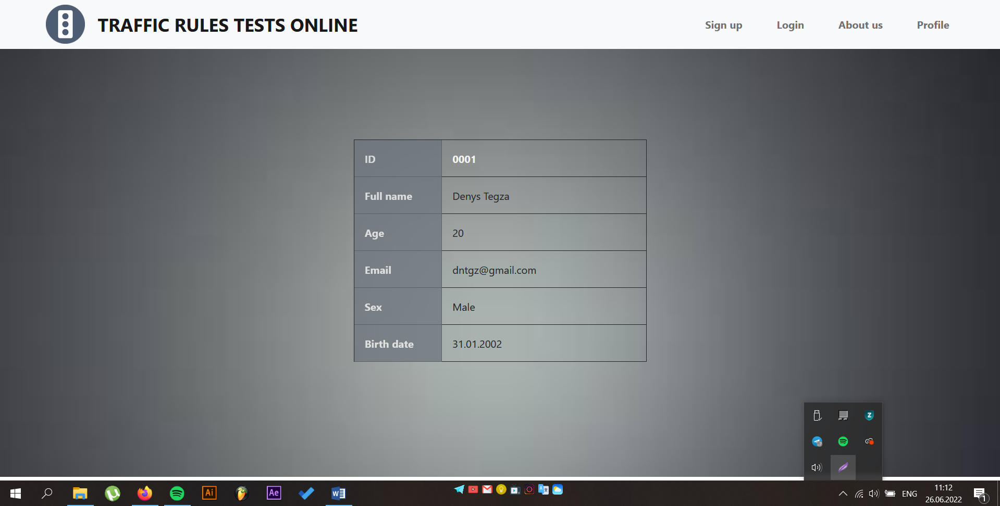 TRAFFIC RULES TESTS ONLINE
Sign up Login About us Profile
ID 0001
Full name Denys Tegza
Age 20
Email dntgz@gmail.com
Sex Male
Birth date 31.01.2002
Z
Ai
Ae
W
ENG
11:12
26.06.2022
1